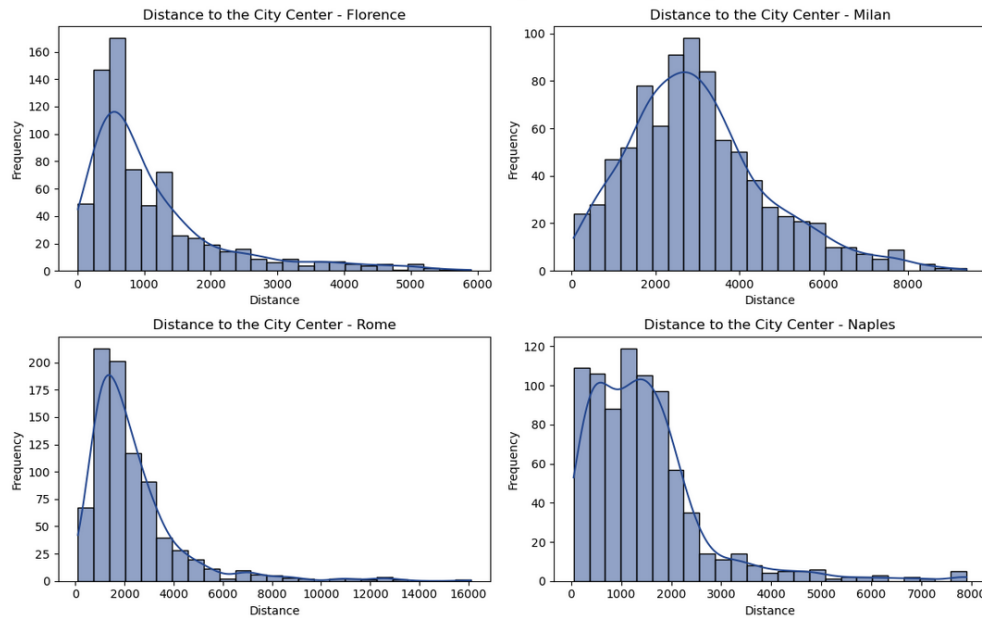 Distance to the City Center - Florence
160
140
120
100
80
60
40
20
0
Frequency
0 1000 2000 3000 4000 5000 6000
Distance
Distance to the City Center - Milan
100
80
60
40
20
0
Frequency
0 2000 4000 6000 8000
Distance
Distance to the City Center - Rome
200
175
150
125
100
75
50
25
0
Frequency
0 2000 4000 6000 8000 10000 12000 14000 16000
Distance
Distance to the City Center - Naples
120
100
80
60
40
20
0
Frequency
0 1000 2000 3000 4000 5000 6000 7000 8000
Distance